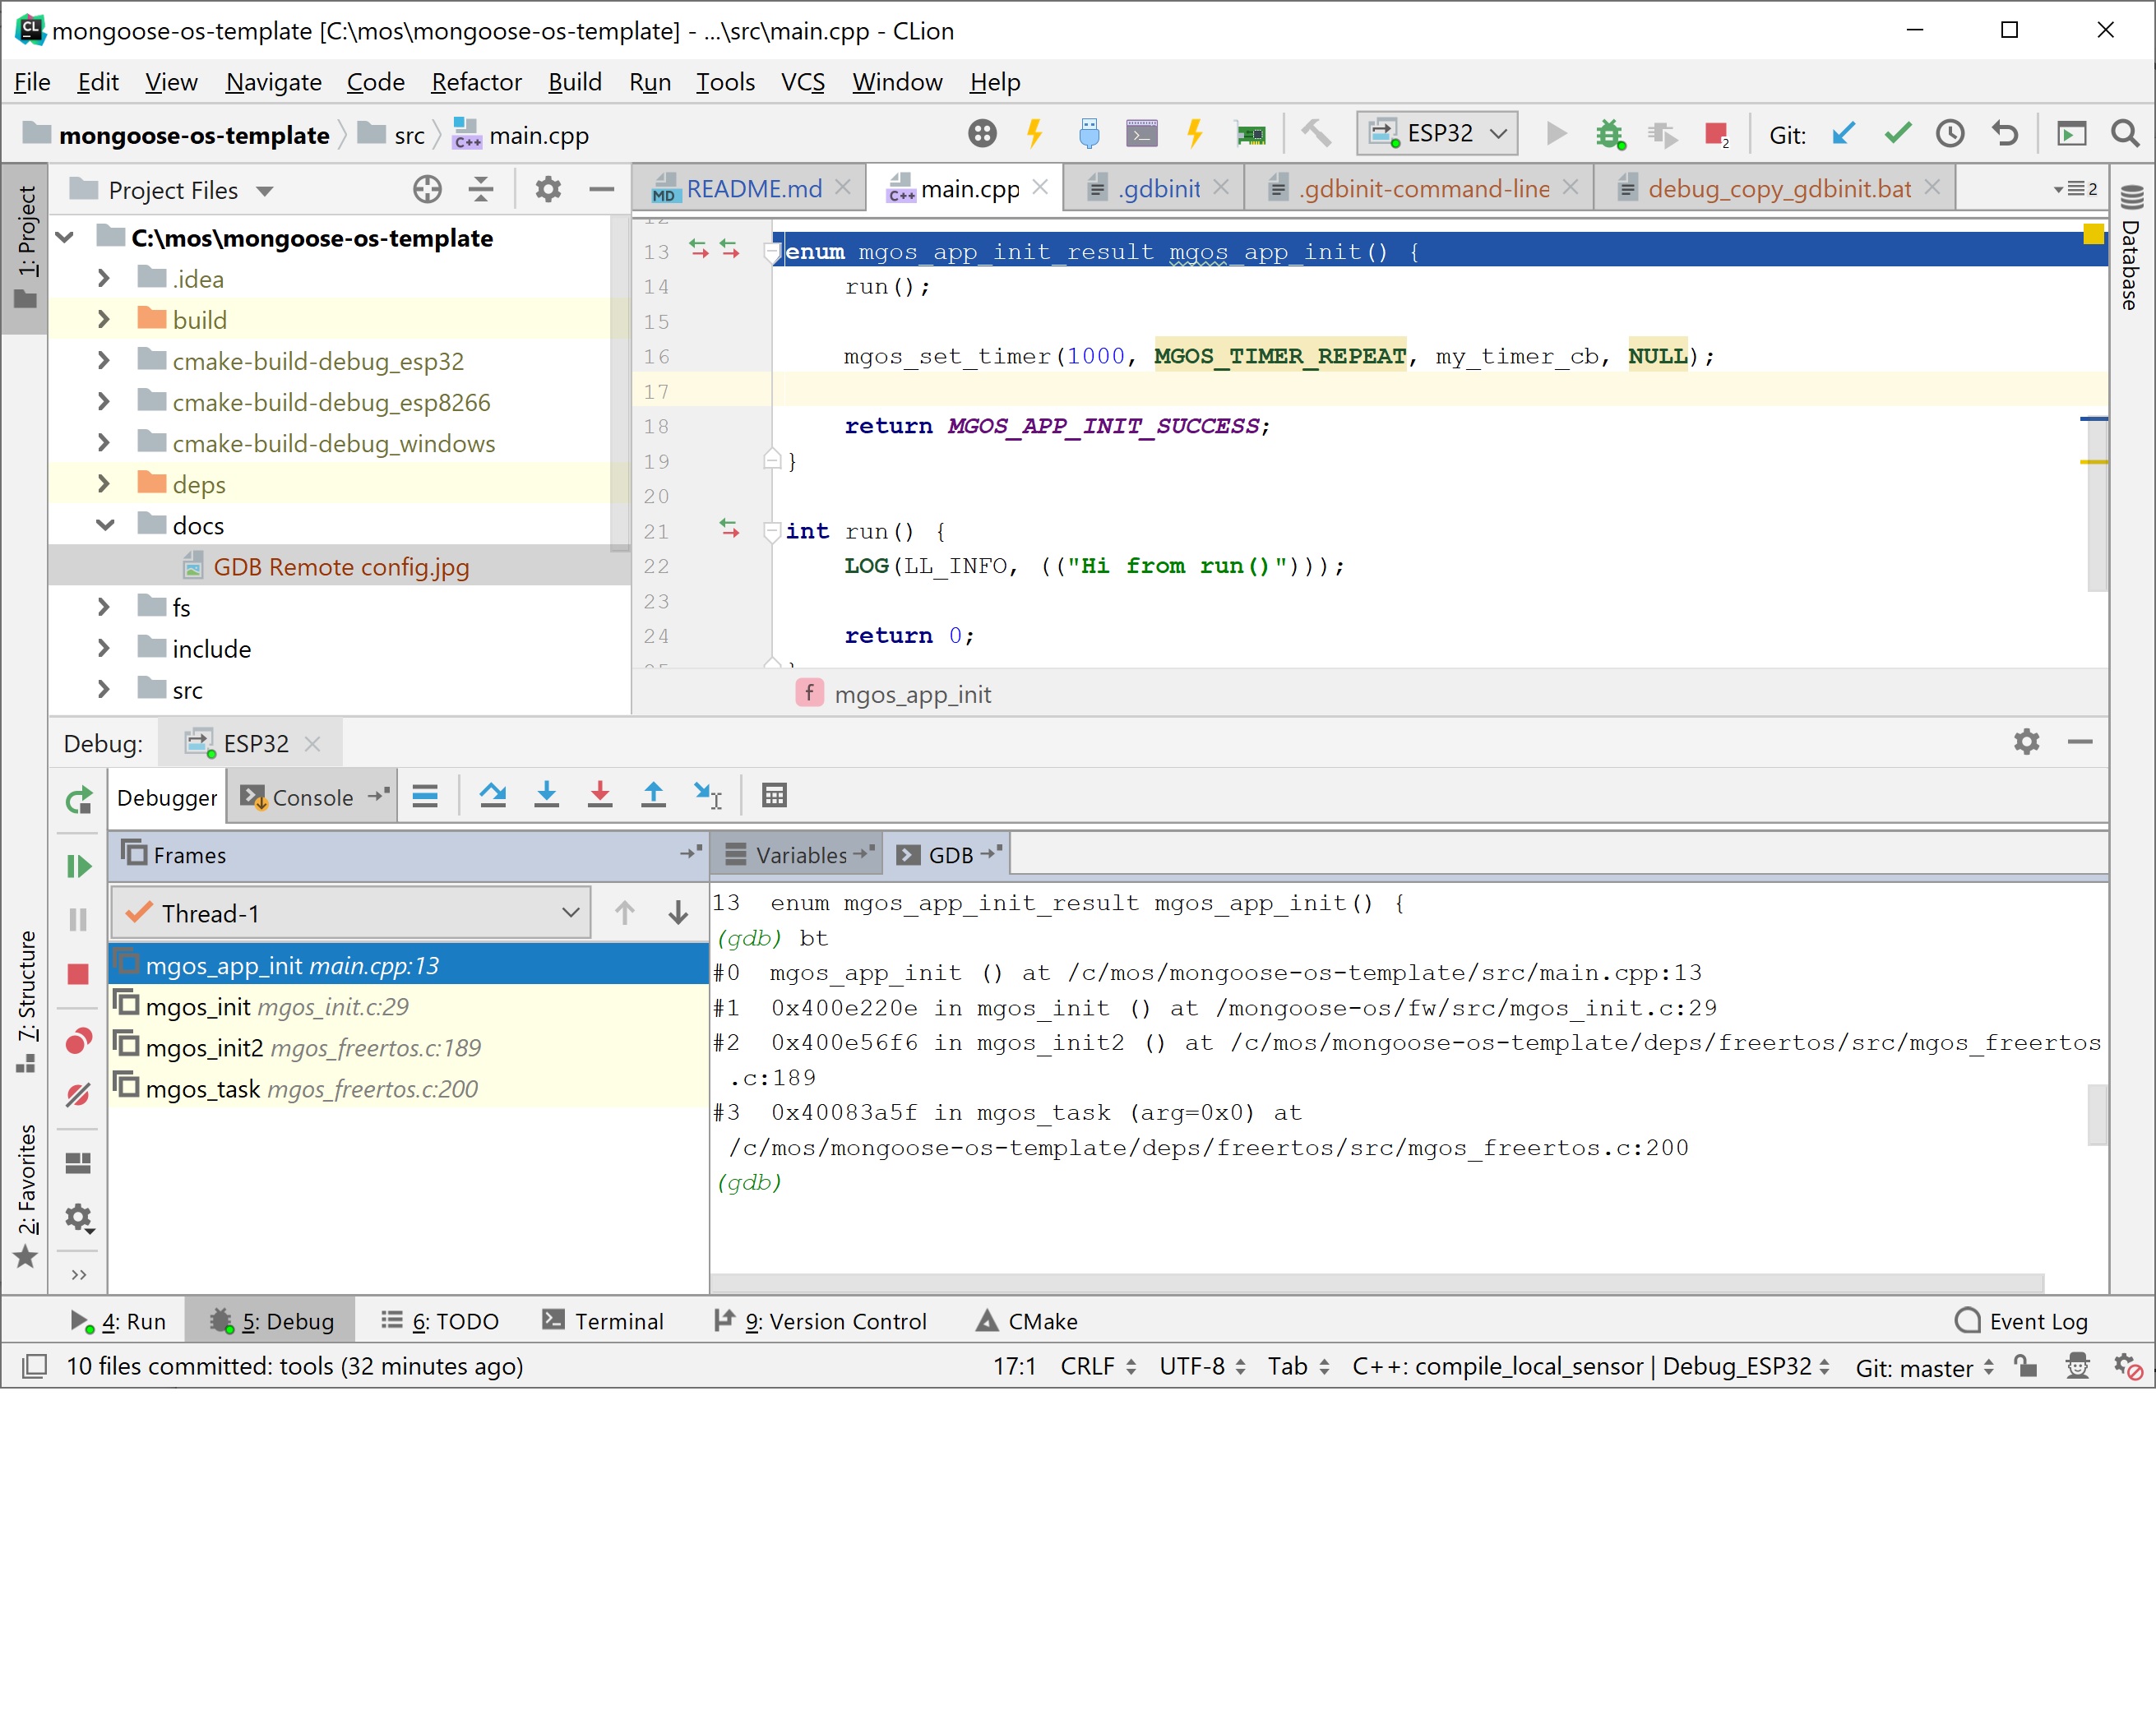 mongoose-os-template [C:\mos\mongoose-os-template] - ...\src\main.cpp - CLion
File Edit View Navigate Code Refactor Build Run Tools VCS Window Help
mongoose-os-template src main.cpp ESP32 2 Git:
1: Project
Project Files
README.md main.cpp .gdbinit .gdbinit-command-line debug_copy_gdbinit.bat 2
Database
C:\mos\mongoose-os-template
.idea
build
cmake-build-debug_esp32
cmake-build-debug_esp8266
cmake-build-debug_windows
deps
docs
GDB Remote config.jpg
fs
include
src
12
13 enum mgos_app_init_result mgos_app_init() {
14 run();
15
16 mgos_set_timer(1000, MGOS_TIMER_REPEAT, my_timer_cb, NULL);
17
18 return MGOS_APP_INIT_SUCCESS;
19 }
20
21 int run() {
22 LOG(LL_INFO, (("Hi from run()")));
23
24 return 0;
25 }
f mgos_app_init
Debug: ESP32
Debugger Console
Frames
Variables GDB
Thread-1
mgos_app_init main.cpp:13
mgos_init mgos_init.c:29
mgos_init2 mgos_freertos.c:189
mgos_task mgos_freertos.c:200
13 enum mgos_app_init_result mgos_app_init() {
(gdb) bt
#0 mgos_app_init () at /c/mos/mongoose-os-template/src/main.cpp:13
#1 0x400e220e in mgos_init () at /mongoose-os/fw/src/mgos_init.c:29
#2 0x400e56f6 in mgos_init2 () at /c/mos/mongoose-os-template/deps/freertos/src/mgos_freertos
.c:189
#3 0x40083a5f in mgos_task (arg=0x0) at
/c/mos/mongoose-os-template/deps/freertos/src/mgos_freertos.c:200
(gdb)
7: Structure
2: Favorites
4: Run 5: Debug 6: TODO Terminal 9: Version Control CMake Event Log
10 files committed: tools (32 minutes ago) 17:1 CRLF UTF-8 Tab C++: compile_local_sensor | Debug_ESP32 Git: master